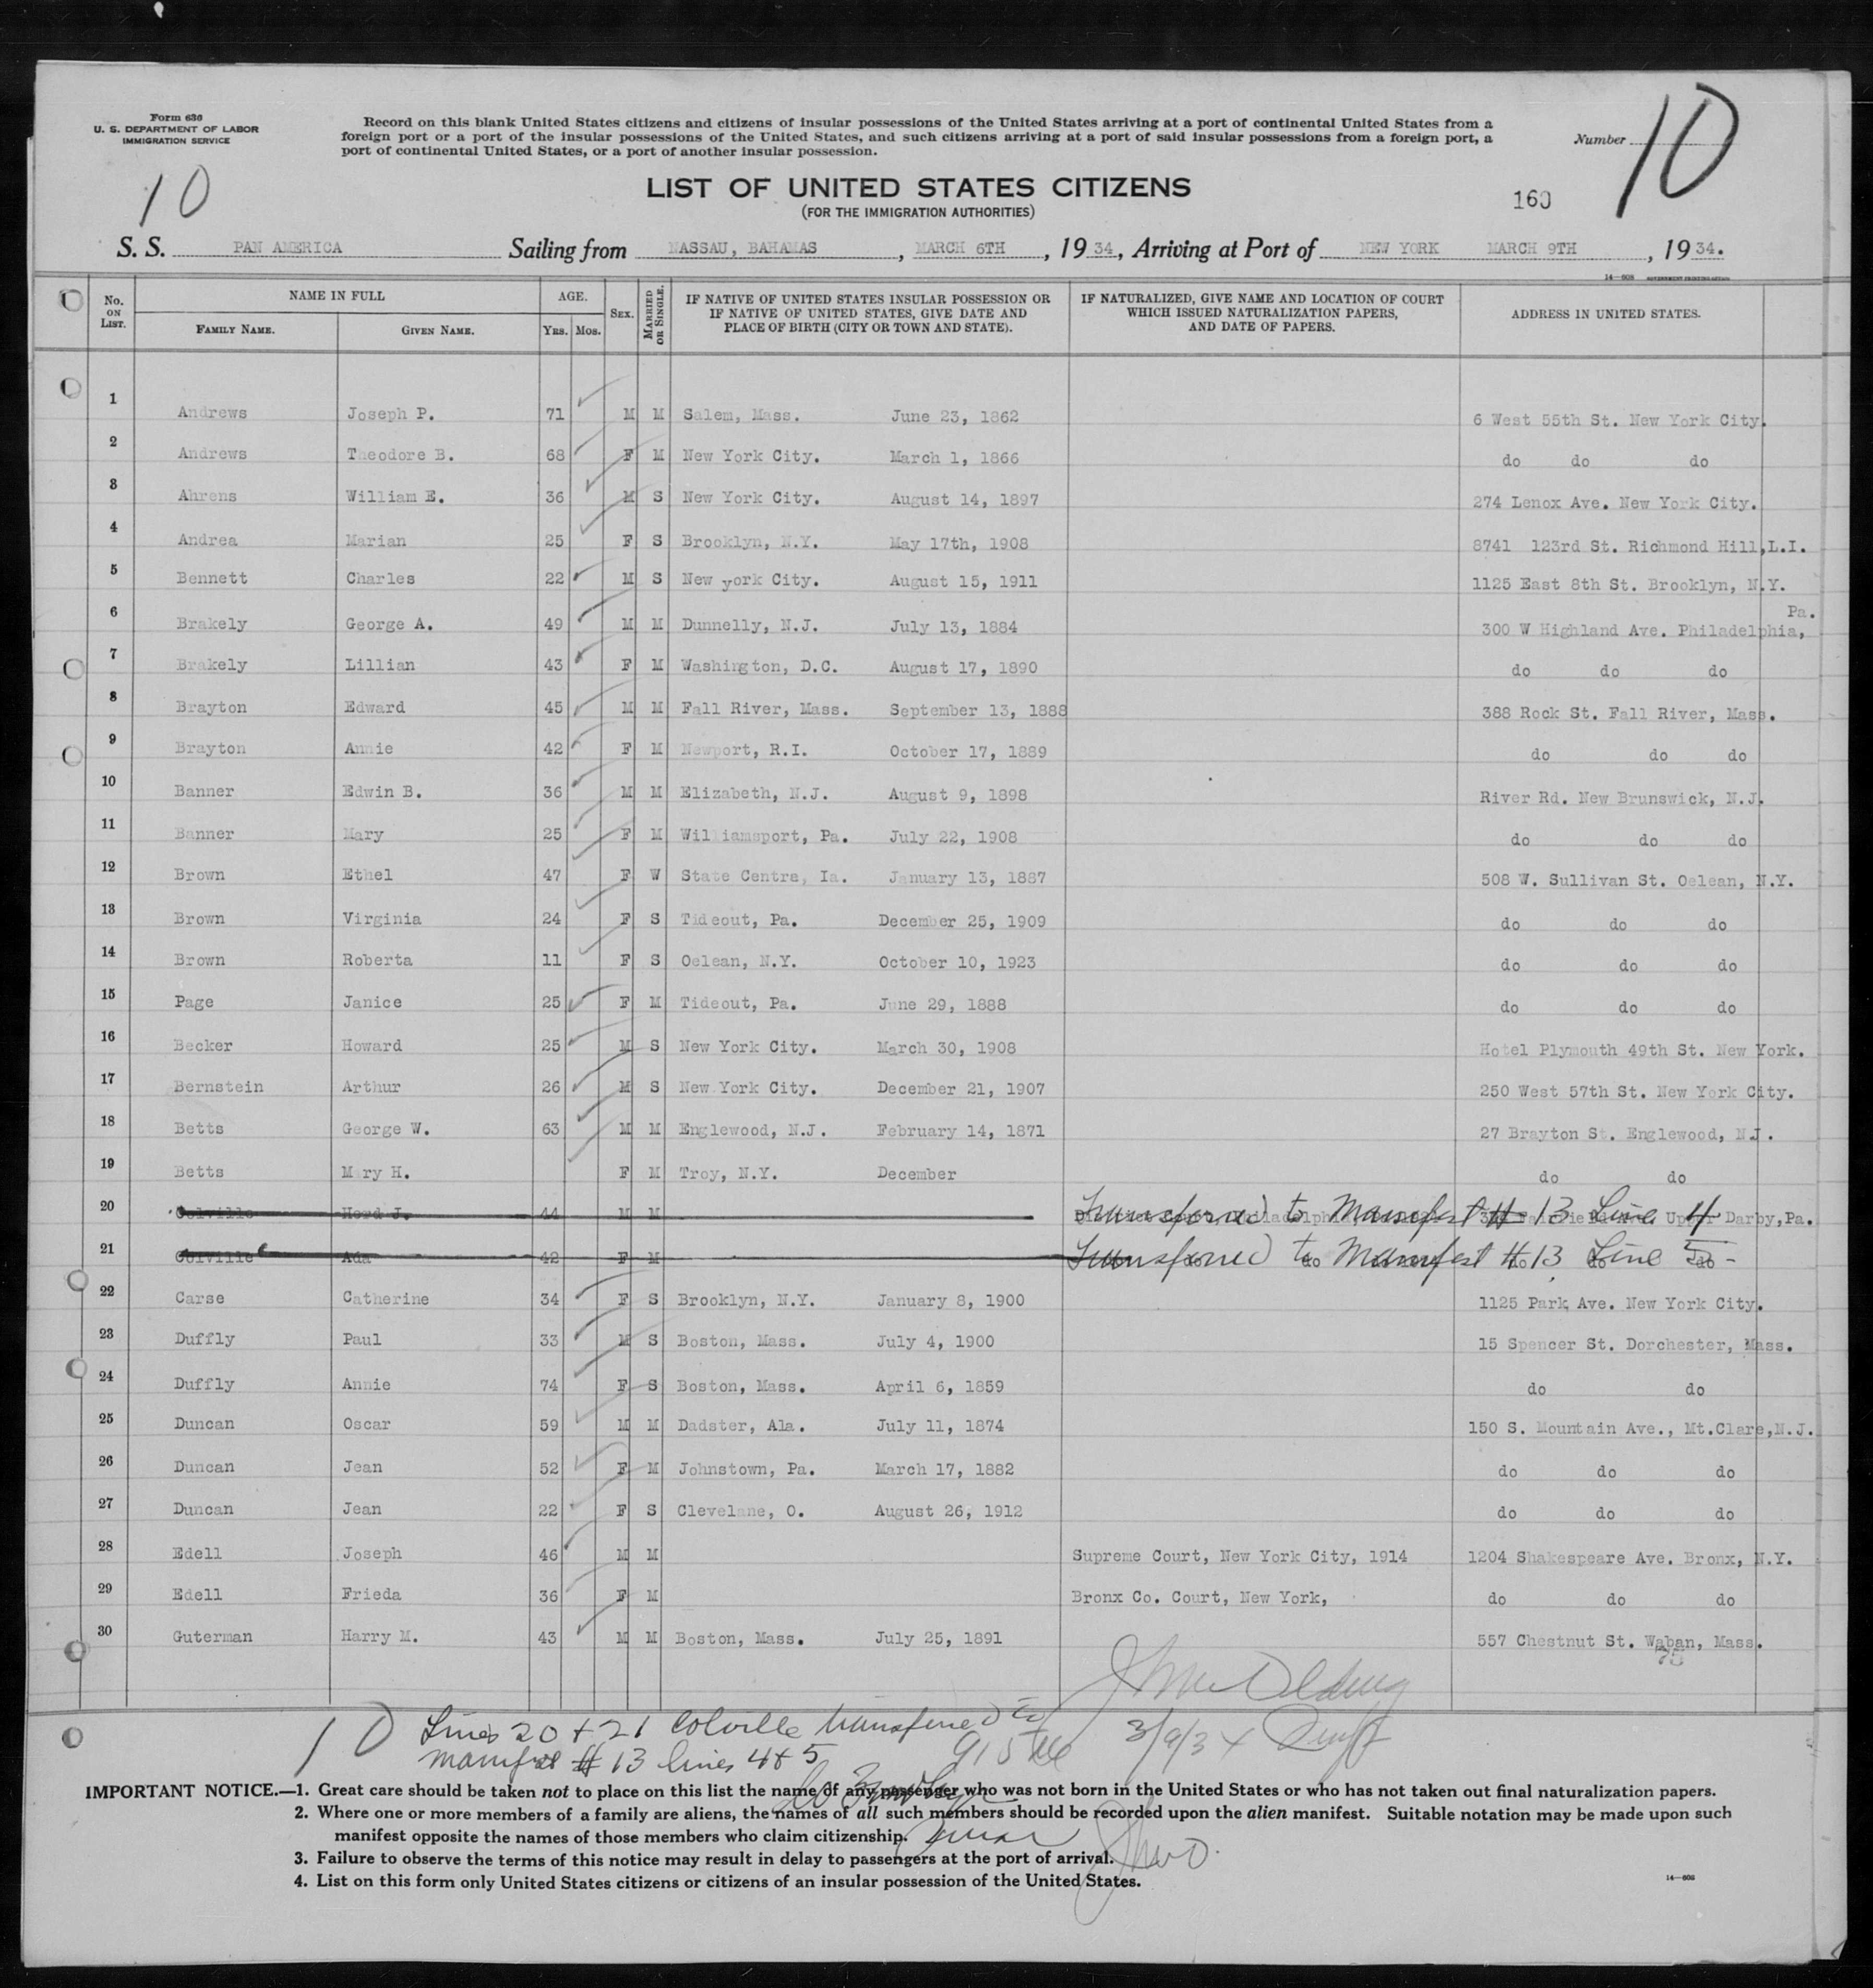 Form 636
U. S. DEPARTMENT OF LABOR
IMMIGRATION SERVICE
Record on this blank United States citizens and citizens of insular possessions of the United States arriving at a port of continental United States from a
foreign port or a port of the insular possessions of the United States, and such citizens arriving at a port of said insular possessions from a foreign port, a
port of continental United States, or a port of another insular possession.
Number 10
10
LIST OF UNITED STATES CITIZENS
(FOR THE IMMIGRATION AUTHORITIES)
160
S. S. PAN AMERICA Sailing from NASSAU, BAHAMAS, MARCH 6TH, 1934, Arriving at Port of NEW YORK MARCH 9TH, 1934.
14—608
No. ON LIST. NAME IN FULL FAMILY NAME. GIVEN NAME. AGE. YRS. MOS. SEX. MARRIED OR SINGLE. IF NATIVE OF UNITED STATES INSULAR POSSESSION OR IF NATIVE OF UNITED STATES, GIVE DATE AND PLACE OF BIRTH (CITY OR TOWN AND STATE). IF NATURALIZED, GIVE NAME AND LOCATION OF COURT WHICH ISSUED NATURALIZATION PAPERS, AND DATE OF PAPERS. ADDRESS IN UNITED STATES.
1 Andrews Joseph P. 71 M M Salem, Mass. June 23, 1862 6 West 55th St. New York City.
2 Andrews Theodore B. 68 F M New York City. March 1, 1866 do do do
3 Ahrens William E. 36 M S New York City. August 14, 1897 274 Lenox Ave. New York City.
4 Andrea Marian 25 F S Brooklyn, N.Y. May 17th, 1908 8741 123rd St. Richmond Hill,L.I.
5 Bennett Charles 22 M S New york City. August 15, 1911 1125 East 8th St. Brooklyn, N.Y.
6 Brakely George A. 49 M M Dunnelly, N.J. July 13, 1884 300 W Highland Ave. Philadelphia, Pa.
7 Brakely Lillian 43 F M Washington, D.C. August 17, 1890 do do do
8 Brayton Edward 45 M M Fall River, Mass. September 13, 1888 388 Rock St. Fall River, Mass.
9 Brayton Annie 42 F M Newport, R.I. October 17, 1889 do do do
10 Banner Edwin B. 36 M M Elizabeth, N.J. August 9, 1898 River Rd. New Brunswick, N.J.
11 Banner Mary 25 F M Williamsport, Pa. July 22, 1908 do do do
12 Brown Ethel 47 F W State Centra, Ia. January 13, 1887 508 W. Sullivan St. Oelean, N.Y.
13 Brown Virginia 24 F S Tideout, Pa. December 25, 1909 do do do
14 Brown Roberta 11 F S Oelean, N.Y. October 10, 1923 do do do
15 Page Janice 25 F M Tideout, Pa. June 29, 1888 do do do
16 Becker Howard 25 M S New York City. March 30, 1908 Hotel Plymouth 49th St. New York.
17 Bernstein Arthur 26 M S New York City. December 21, 1907 250 West 57th St. New York City.
18 Betts George W. 63 M M Englewood, N.J. February 14, 1871 27 Brayton St. Englewood, N.J.
19 Betts Mary H. F M Troy, N.Y. December do do
20 Colville 44 M M Transferred to Manifest # 13 Line 4 Darby,Pa.
21 Colville Ada 42 F M Transferred to Manifest # 13 Line 5 -
22 Carse Catherine 34 F S Brooklyn, N.Y. January 8, 1900 1125 Park Ave. New York City.
23 Duffly Paul 33 M S Boston, Mass. July 4, 1900 15 Spencer St. Dorchester, Mass.
24 Duffly Annie 74 F S Boston, Mass. April 6, 1859 do do
25 Duncan Oscar 59 M M Dadster, Ala. July 11, 1874 150 S. Mountain Ave., Mt.Clare,N.J.
26 Duncan Jean 52 F M Johnstown, Pa. March 17, 1882 do do do
27 Duncan Jean 22 F S Clevelane, O. August 26, 1912 do do do
28 Edell Joseph 46 M M Supreme Court, New York City, 1914 1204 Shakespeare Ave. Bronx, N.Y.
29 Edell Frieda 36 F M Bronx Co. Court, New York, do do do
30 Guterman Harry M. 43 M M Boston, Mass. July 25, 1891 557 Chestnut St. Waban, Mass.
10 Lines 20 + 21 Colville transferred to
manifest # 13 lines 4 & 5
3/9/34
IMPORTANT NOTICE.—1. Great care should be taken not to place on this list the name of any passenger who was not born in the United States or who has not taken out final naturalization papers.
2. Where one or more members of a family are aliens, the names of all such members should be recorded upon the alien manifest. Suitable notation may be made upon such
manifest opposite the names of those members who claim citizenship.
3. Failure to observe the terms of this notice may result in delay to passengers at the port of arrival.
4. List on this form only United States citizens or citizens of an insular possession of the United States.
14—608